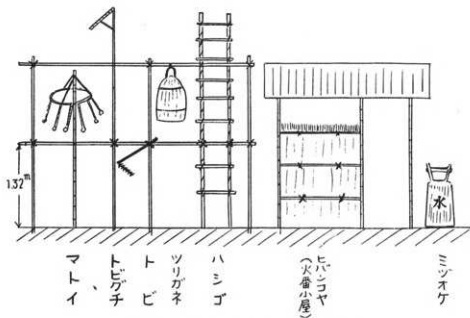 1.32m
水
マトイ、
トビグチ
トビ
ツリガネ
ハシゴ
ヒバンコヤ
(火番小屋)
ミヅオケ